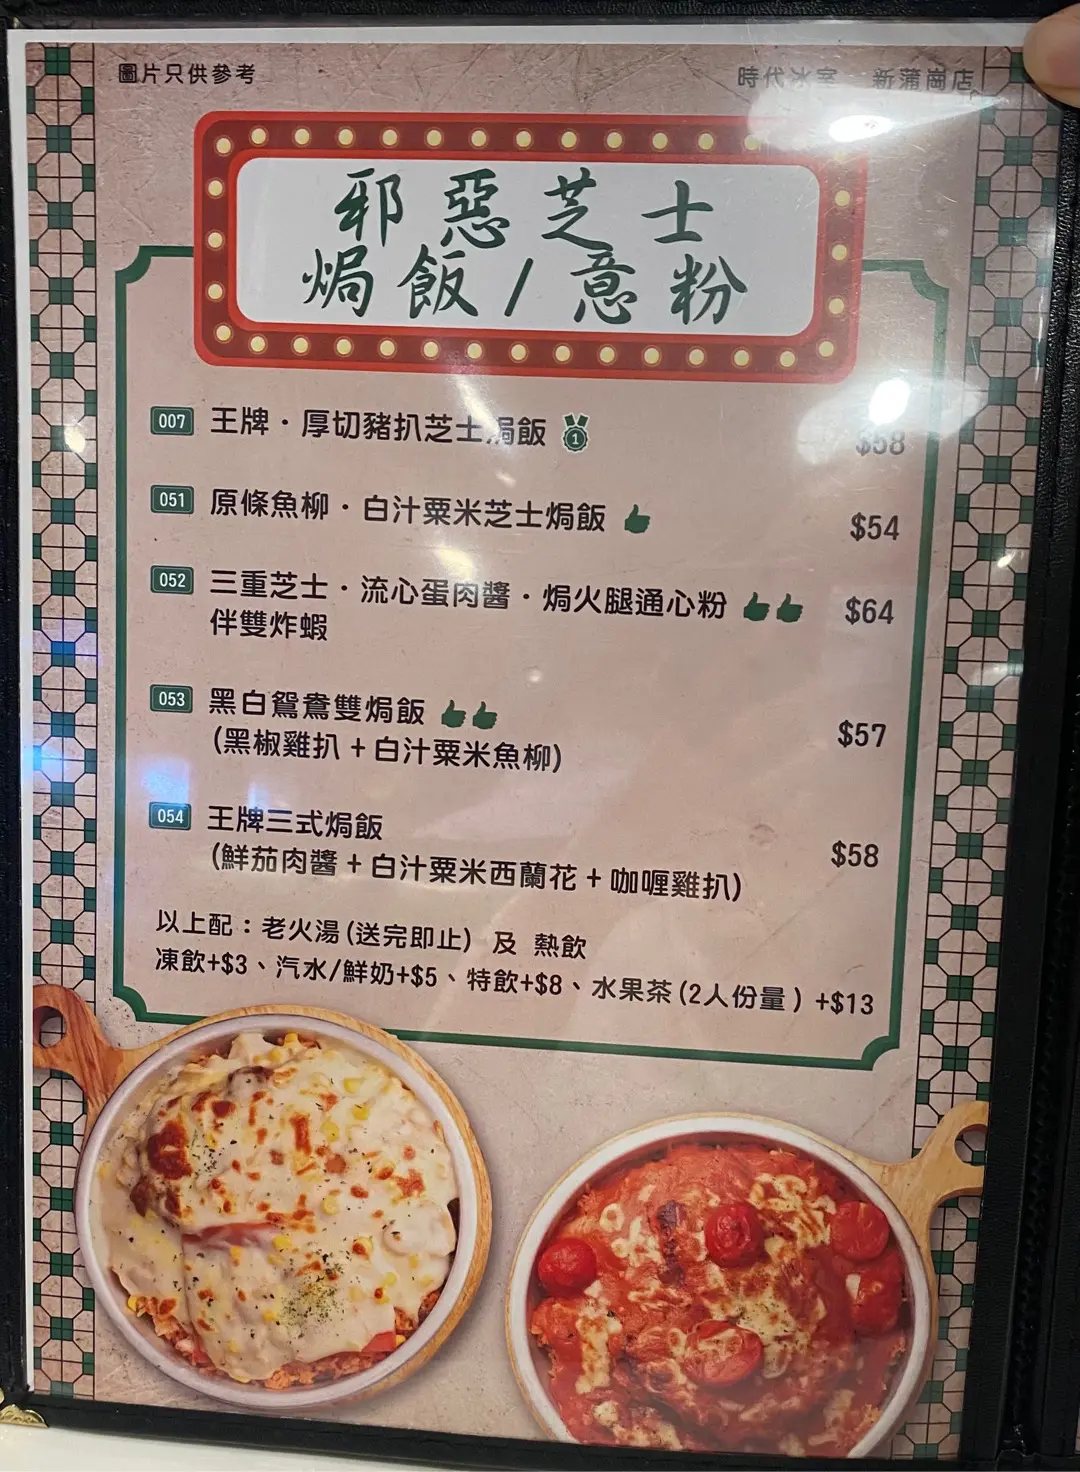 圖片只供參考
時代冰室 新蒲崗店
邪惡芝士
焗飯/意粉
007 王牌·厚切豬扒芝士焗飯 1 $58
051 原條魚柳·白汁粟米芝士焗飯 $54
052 三重芝士·流心蛋肉醬·焗火腿通心粉 $64
伴雙炸蝦
053 黑白鴛鴦雙焗飯 $57
(黑椒雞扒+白汁粟米魚柳)
054 王牌三式焗飯 $58
(鮮茄肉醬+白汁粟米西蘭花+咖喱雞扒)
以上配：老火湯(送完即止) 及 熱飲
凍飲+$3、汽水/鮮奶+$5、特飲+$8、水果茶(2人份量) +$13